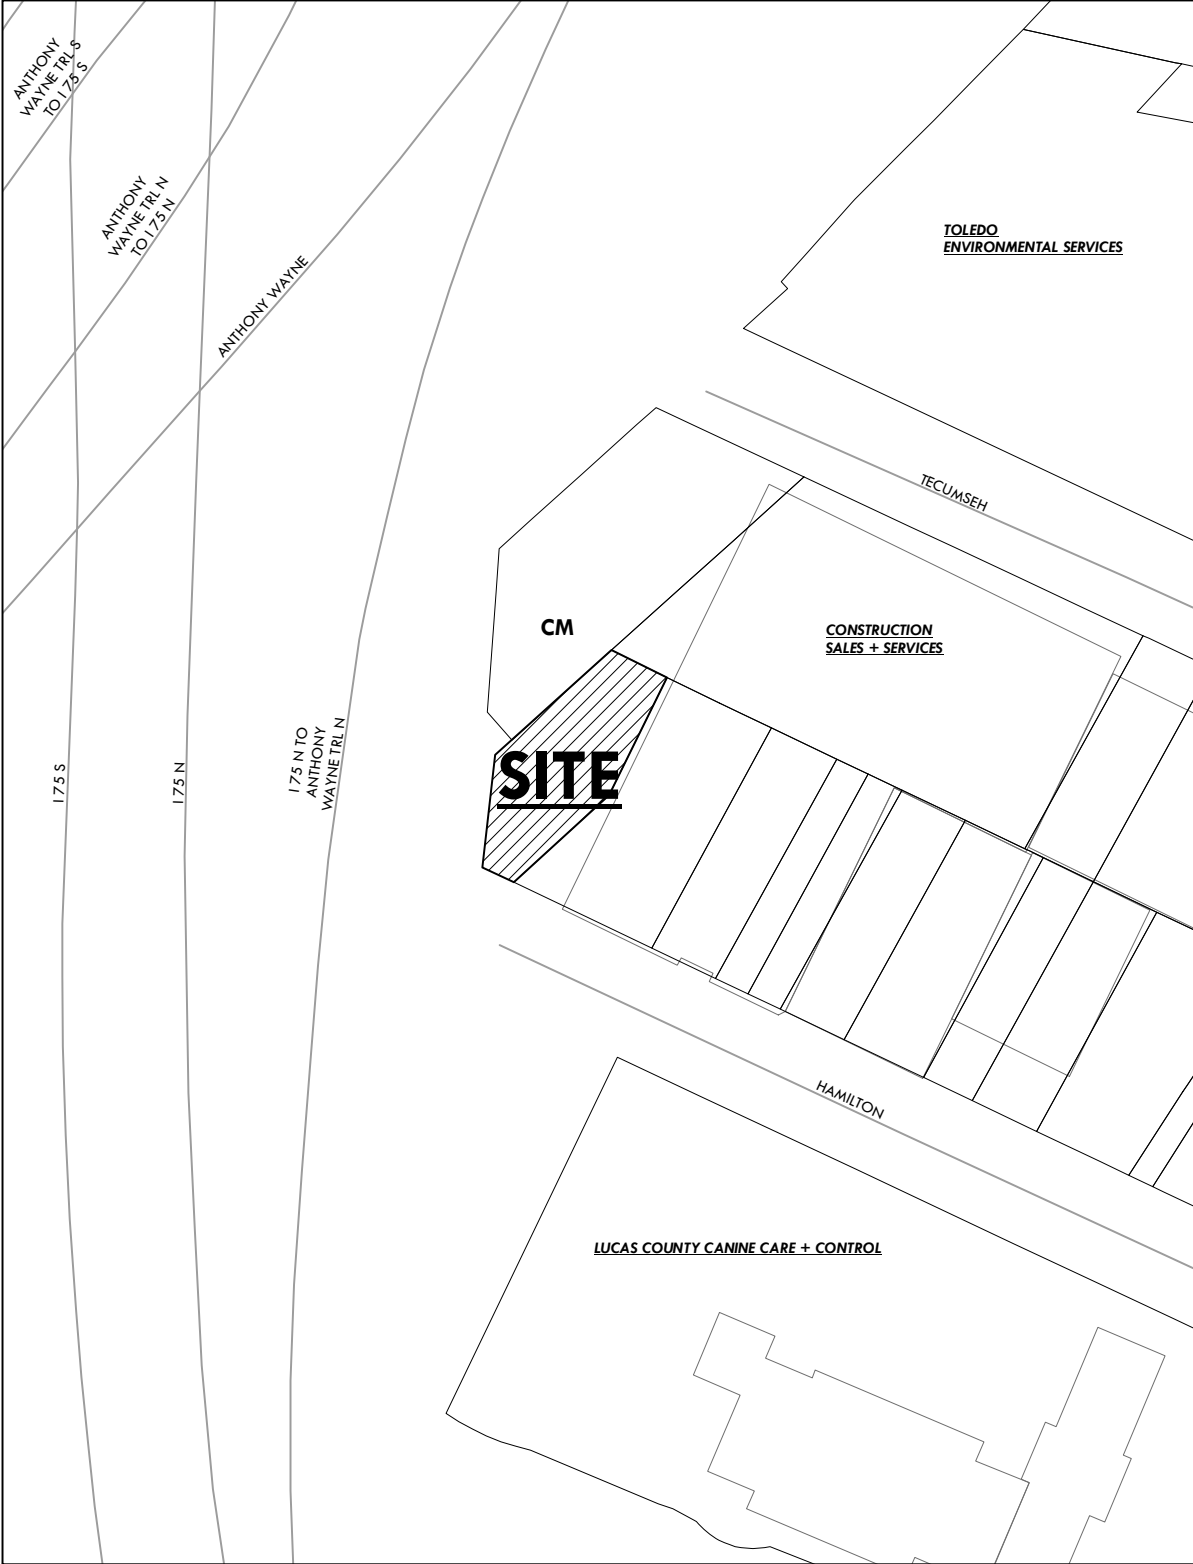 ANTHONY
WAYNE TRL S
TO I 75 S
ANTHONY
WAYNE TRL N
TO I 75 N
ANTHONY WAYNE
TOLEDO
ENVIRONMENTAL SERVICES
TECUMSEH
CM
CONSTRUCTION
SALES + SERVICES
SITE
I 75 S
I 75 N
I 75 N TO
ANTHONY
WAYNE TRL N
HAMILTON
LUCAS COUNTY CANINE CARE + CONTROL